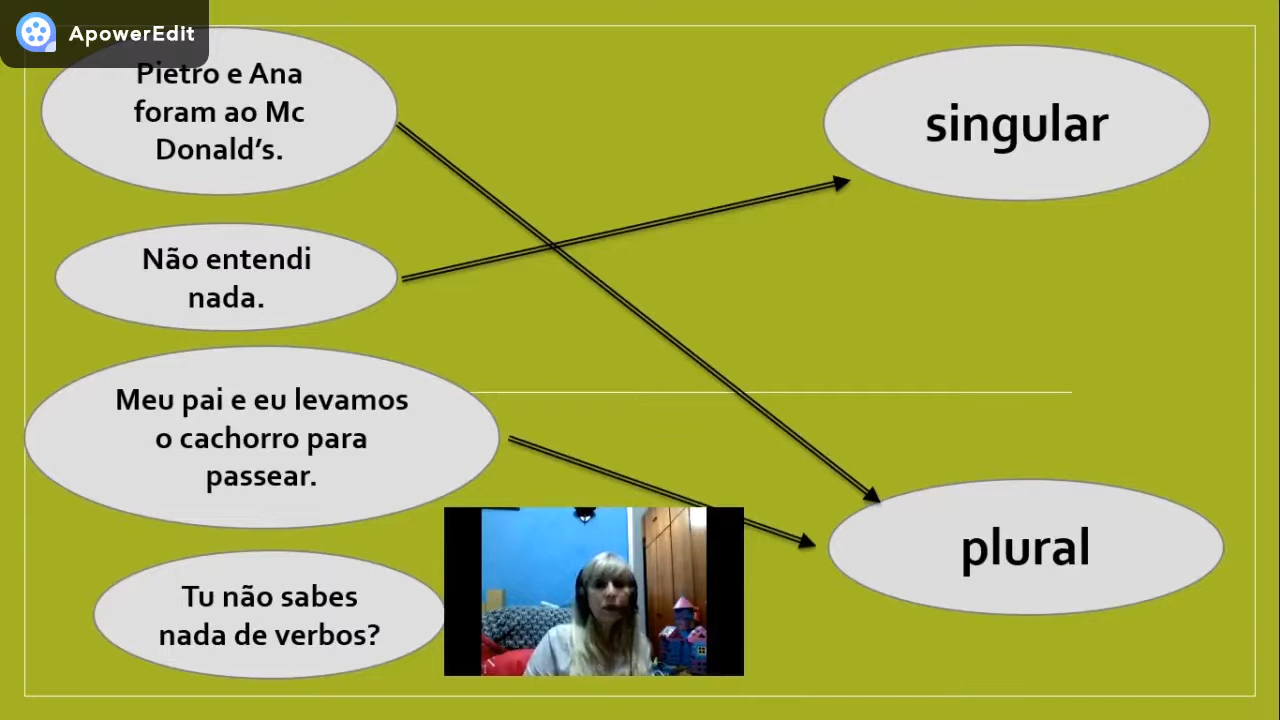 ApowerEdit
Pietro e Ana
foram ao Mc
Donald’s.
singular
Não entendi
nada.
Meu pai e eu levamos
o cachorro para
passear.
plural
Tu não sabes
nada de verbos?